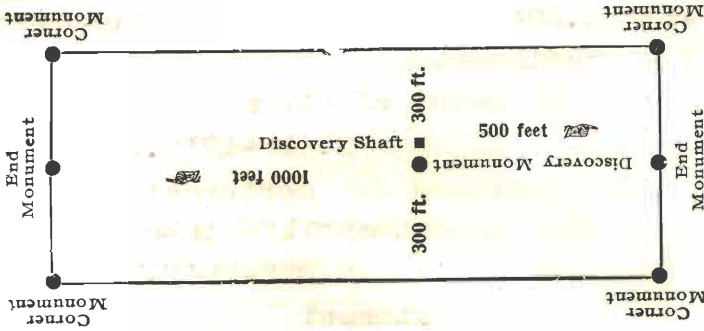 Corner
Monument
Corner
Monument
End
Monument
300 ft.
Discovery Shaft
500 feet
Discovery Monument
1000 feet
300 ft.
End
Monument
Corner
Monument
Corner
Monument